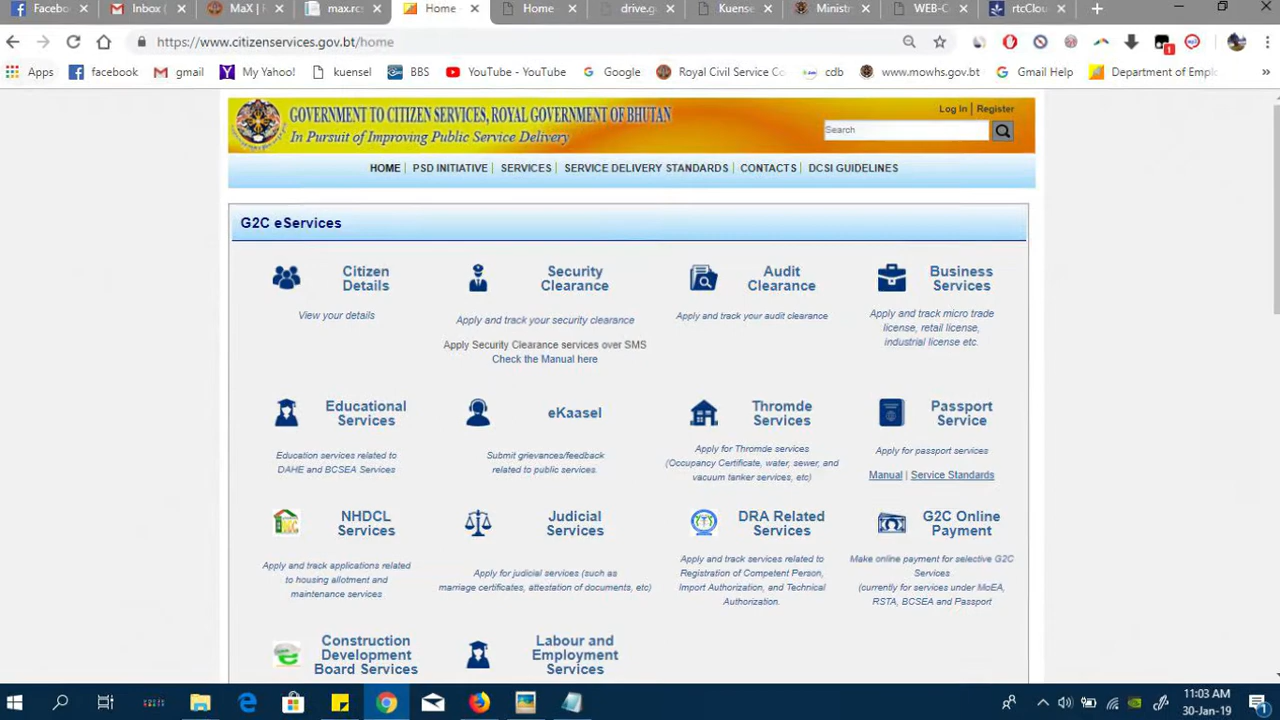 Facebo
Inbox (
MaX | R
max.rcs
Home -
Home
drive.g
Kuense
Ministr
WEB-C
rtcClou
https://www.citizenservices.gov.bt/home
Apps
facebook
gmail
My Yahoo!
kuensel
BBS
YouTube - YouTube
Google
Royal Civil Service Co
cdb
www.mowhs.gov.bt
Gmail Help
Department of Empl
»
GOVERNMENT TO CITIZEN SERVICES, ROYAL GOVERNMENT OF BHUTAN
In Pursuit of Improving Public Service Delivery
Log In | Register
Search
HOME | PSD INITIATIVE | SERVICES | SERVICE DELIVERY STANDARDS | CONTACTS | DCSI GUIDELINES
G2C eServices
Citizen
Details
View your details
Security
Clearance
Apply and track your security clearance
Apply Security Clearance services over SMS
Check the Manual here
Audit
Clearance
Apply and track your audit clearance
Business
Services
Apply and track micro trade
license, retail license,
industrial license etc.
Educational
Services
Education services related to
DAHE and BCSEA Services
eKaasel
Submit grievances/feedback
related to public services.
Thromde
Services
Apply for Thromde services
(Occupancy Certificate, water, sewer, and
vacuum tanker services, etc)
Passport
Service
Apply for passport services
Manual | Service Standards
NHDCL
Services
Apply and track applications related
to housing allotment and
maintenance services
Judicial
Services
Apply for judicial services (such as
marriage certificates, attestation of documents, etc)
DRA Related
Services
Apply and track services related to
Registration of Competent Person,
Import Authorization, and Technical
Authorization.
G2C Online
Payment
Make online payment for selective G2C
Services
(currently for services under MoEA,
RSTA, BCSEA and Passport
Construction
Development
Board Services
Labour and
Employment
Services
11:03 AM
30-Jan-19
1